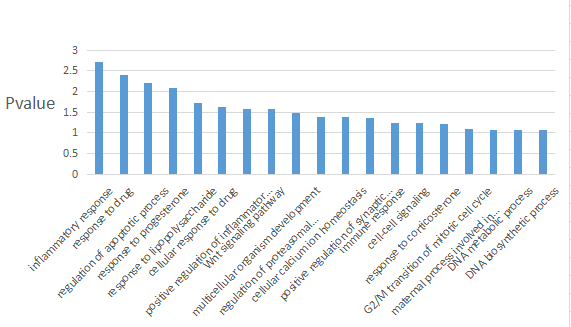 3
2.5
2
1.5
1
0.5
0
Pvalue
inflammatory response
response to drug
regulation of apoptotic process
response to progesterone
response to lipopolysaccharide
cellular response to drug
positive regulation of inflammator...
Wnt signaling pathway
multicellular organism development
regulation of proteasomal...
cellular calcium ion homeostasis
positive regulation of synaptic...
immune response
cell-cell signaling
response to corticosterone
G2/M transition of mitotic cell cycle
maternal process involved in...
DNA metabolic process
DNA biosynthetic process